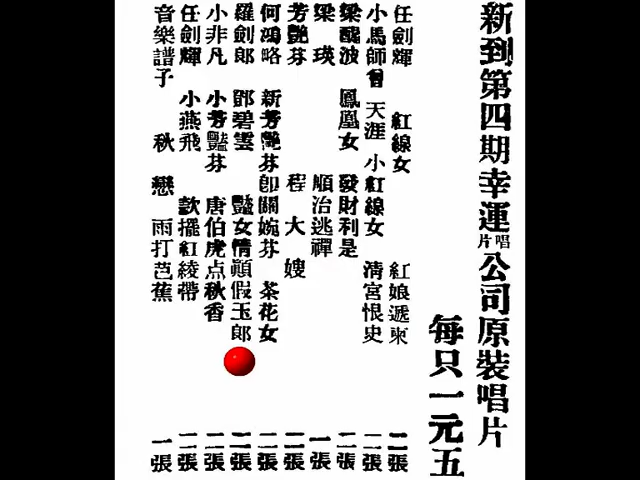 新到第四期幸運唱片公司原裝唱片
每只一元五
任劍輝 紅線女 紅娘遞柬 二張
小馬師曾 天涯 小紅線女 清宮恨史 二張
梁醒波 鳳凰女 發財利是 二張
梁瑛 順治逃禪 一張
芳艷芬 程大嫂 二張
何鴻略 新芳艷芬卽關婉芬 茶花女 二張
羅劍郎 鄧碧雲 豔女情顛假玉郎 二張
小非凡 小芳豔芬 唐伯虎点秋香 二張
任劍輝 小燕飛 款擺紅綾帶 二張
音樂譜子 秋戀 雨打芭蕉 一張